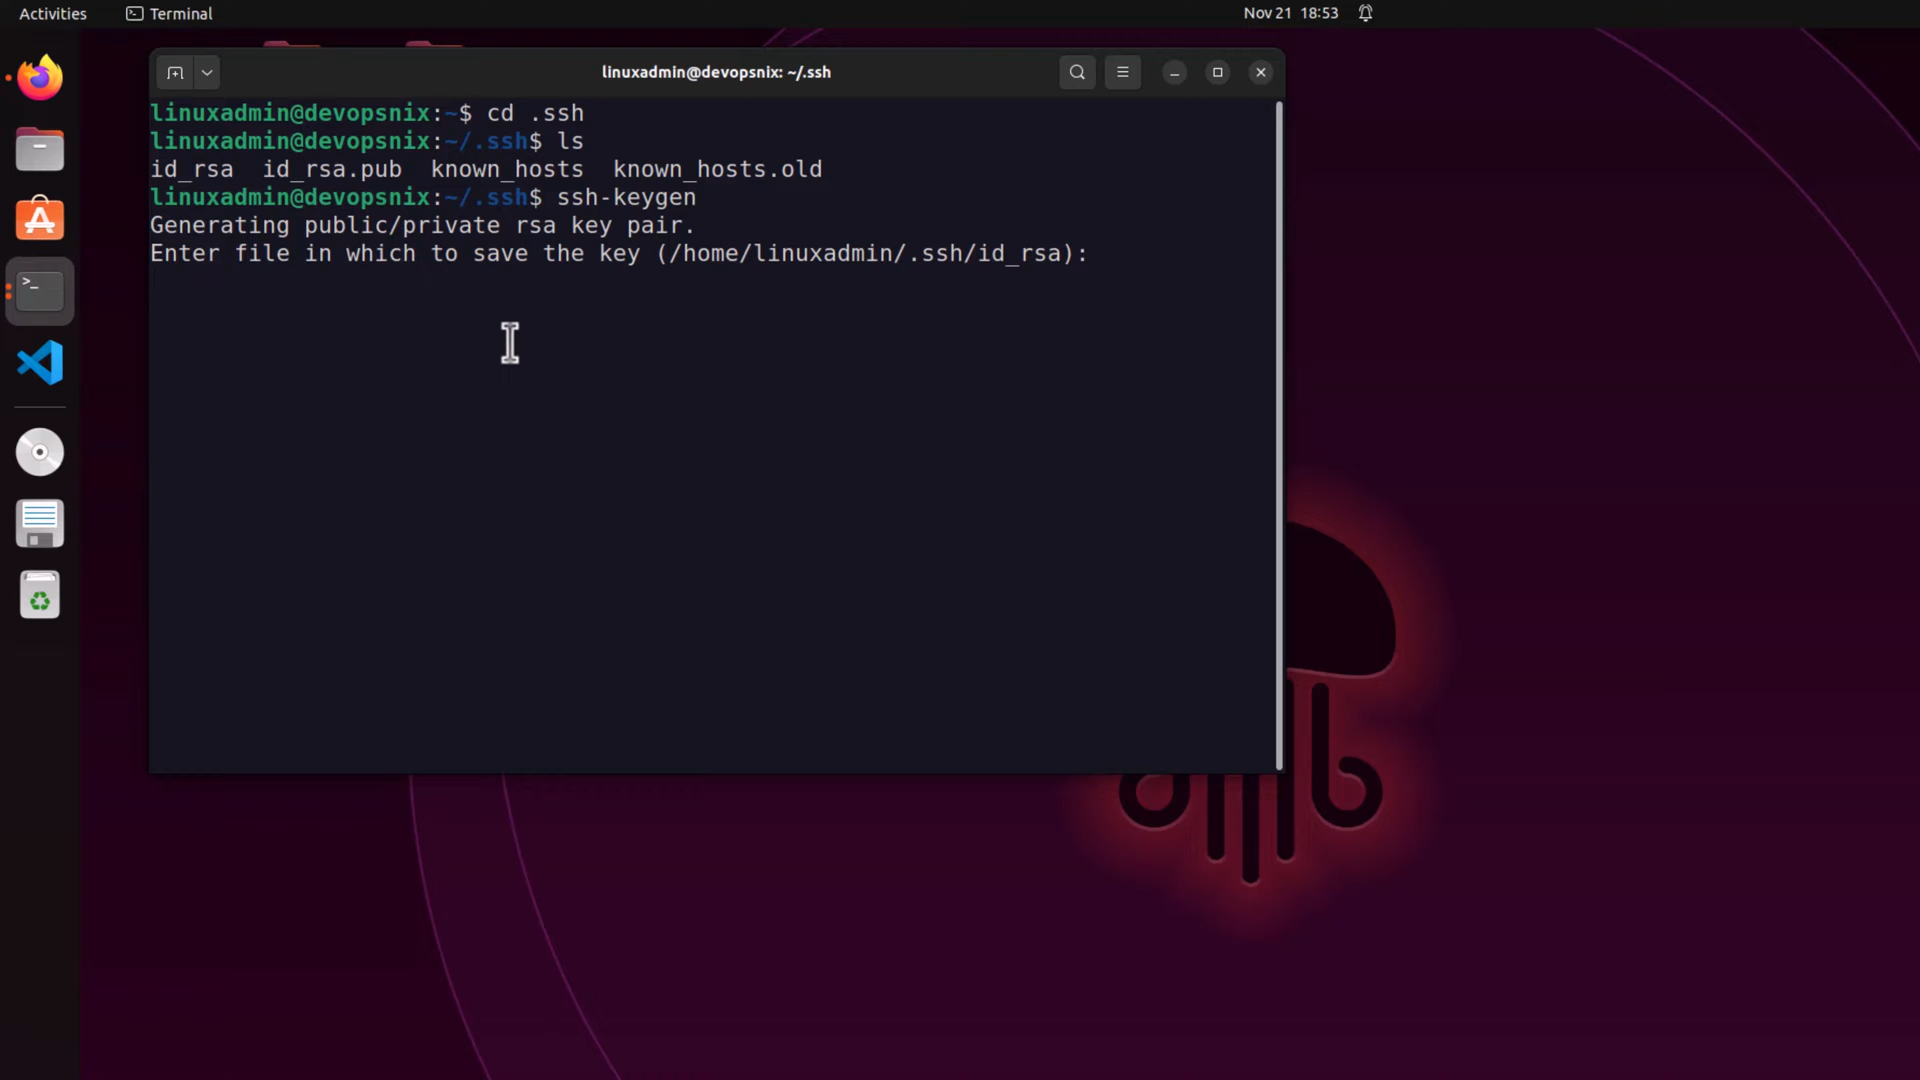 Activities Terminal Nov 21 18:53
linuxadmin@devopsnix: ~/.ssh
linuxadmin@devopsnix:~$ cd .ssh
linuxadmin@devopsnix:~/.ssh$ ls
id_rsa id_rsa.pub known_hosts known_hosts.old
linuxadmin@devopsnix:~/.ssh$ ssh-keygen
Generating public/private rsa key pair.
Enter file in which to save the key (/home/linuxadmin/.ssh/id_rsa):